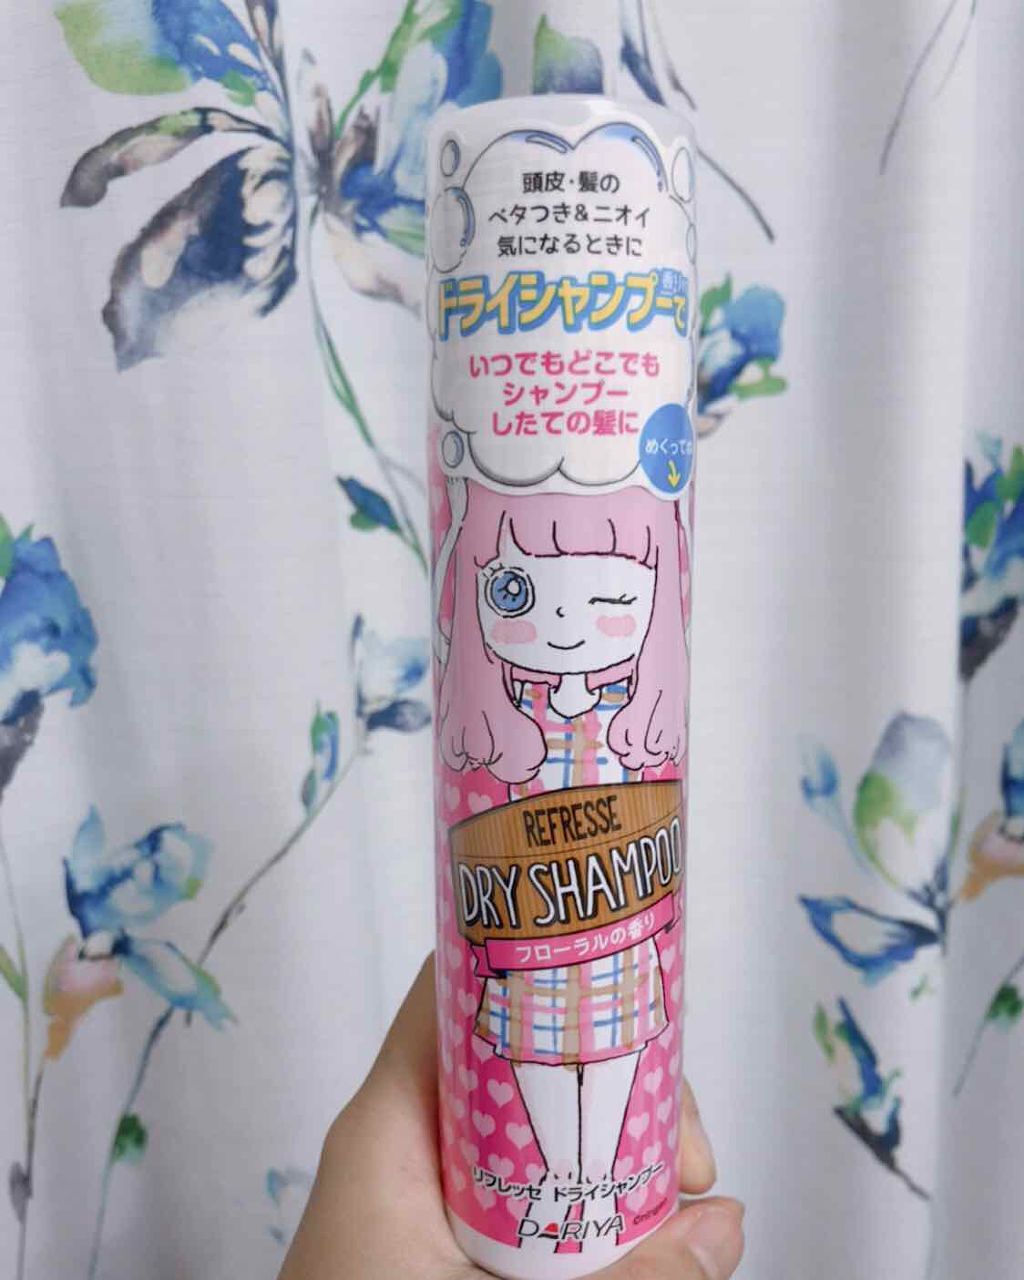 頭皮・髪の
ベタつき&ニオイ
気になるときに
ドライシャンプーで
いつでもどこでも
シャンプー
したての髪に
めくってね
REFRESSE
DRY SHAMPOO
フローラルの香り
リフレッセ ドライシャンプー
DARIYA